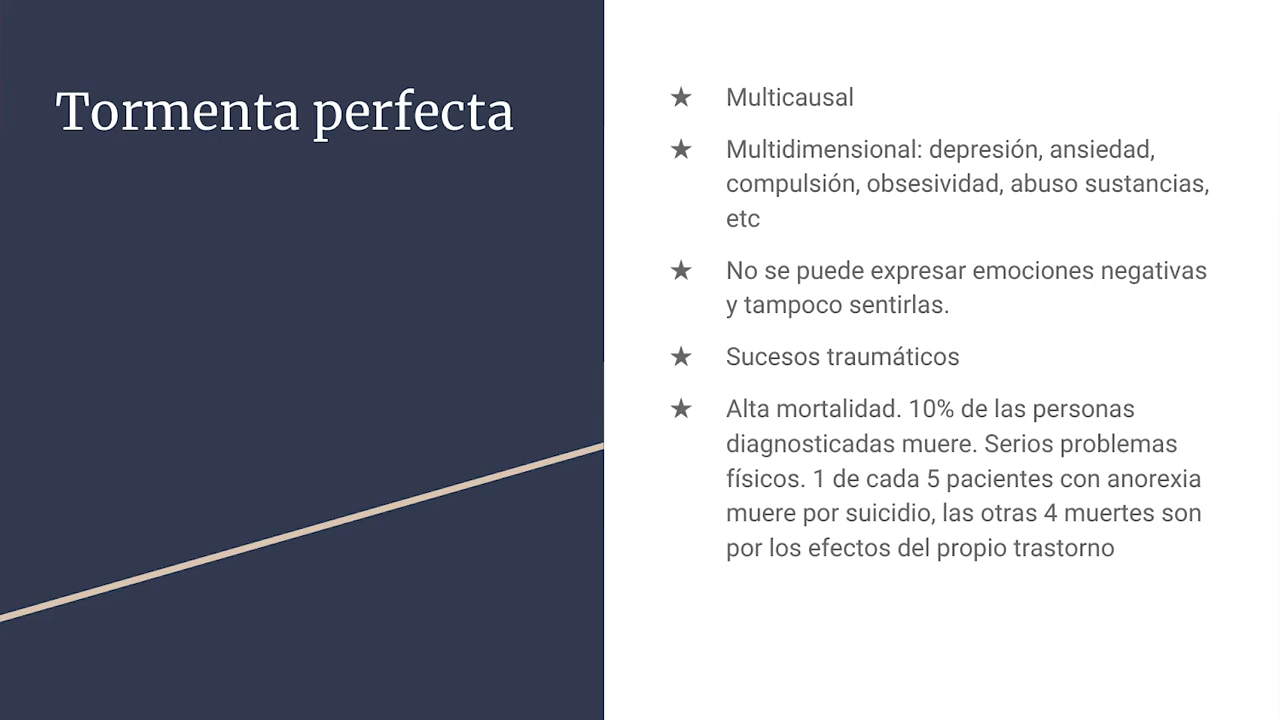 Tormenta perfecta
★ Multicausal
★ Multidimensional: depresión, ansiedad,
compulsión, obsesividad, abuso sustancias,
etc
★ No se puede expresar emociones negativas
y tampoco sentirlas.
★ Sucesos traumáticos
★ Alta mortalidad. 10% de las personas
diagnosticadas muere. Serios problemas
físicos. 1 de cada 5 pacientes con anorexia
muere por suicidio, las otras 4 muertes son
por los efectos del propio trastorno